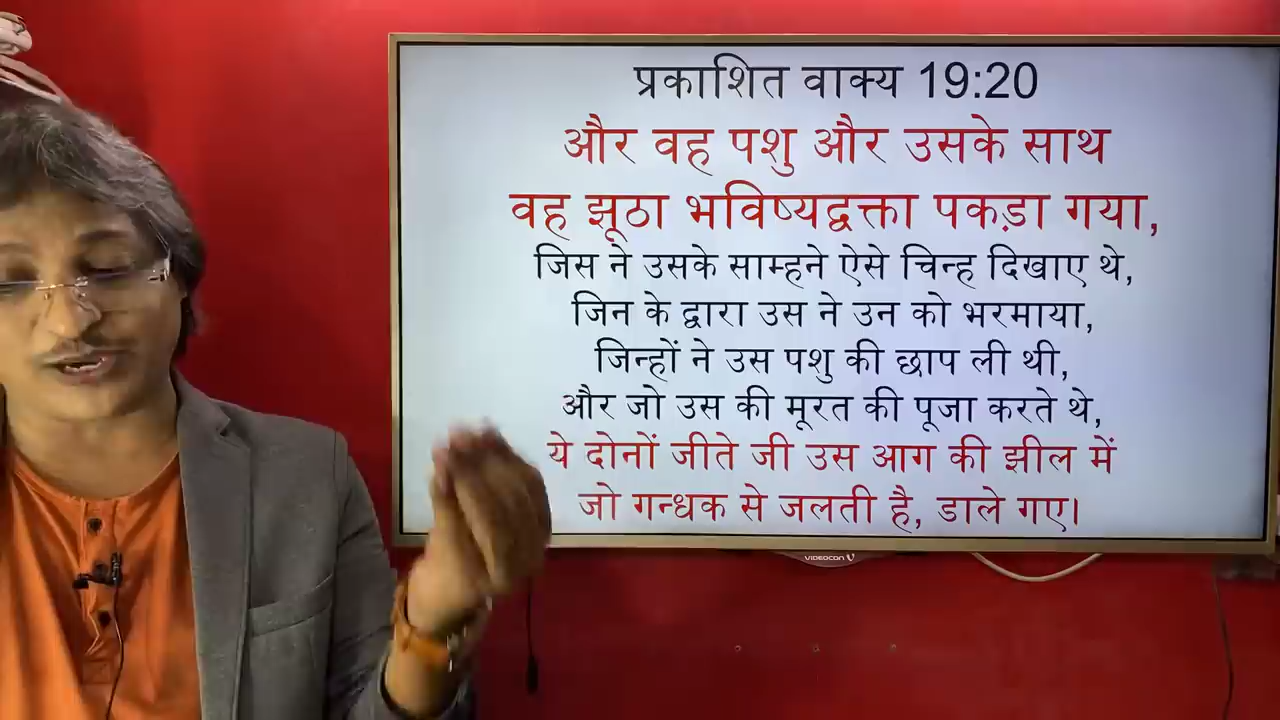 प्रकाशित वाक्य 19:20
और वह पशु और उसके साथ
वह झूठा भविष्यद्वक्ता पकड़ा गया,
जिस ने उसके साम्हने ऐसे चिन्ह दिखाए थे,
जिन के द्वारा उस ने उन को भरमाया,
जिन्हों ने उस पशु की छाप ली थी,
और जो उस की मूरत की पूजा करते थे,
ये दोनों जीते जी उस आग की झील में
जो गन्धक से जलती है, डाले गए।
VIDEOCON